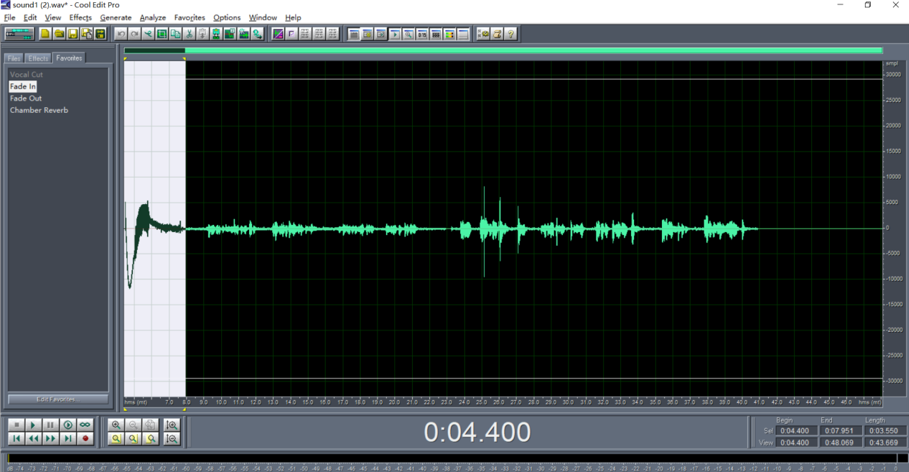 sound1 (2).wav* - Cool Edit Pro
File Edit View Effects Generate Analyze Favorites Options Window Help
Files Effects Favorites
Vocal Cut
Fade In
Fade Out
Chamber Reverb
Edit Favorites...
ampl
30000
25000
20000
15000
10000
5000
0
-5000
-10000
-15000
-20000
-25000
-30000
hms (mt) 7.0 8.0 9.0 10.0 11.0 12.0 13.0 14.0 15.0 16.0 17.0 18.0 19.0 20.0 21.0 22.0 23.0 24.0 25.0 26.0 27.0 28.0 29.0 30.0 31.0 32.0 33.0 34.0 35.0 36.0 37.0 38.0 39.0 40.0 41.0 42.0 43.0 44.0 45.0 46.0 hms (mt)
0:04.400
Begin End Length
Sel 0:04.400 0:07.951 0:03.550
View 0:04.400 0:48.069 0:43.669